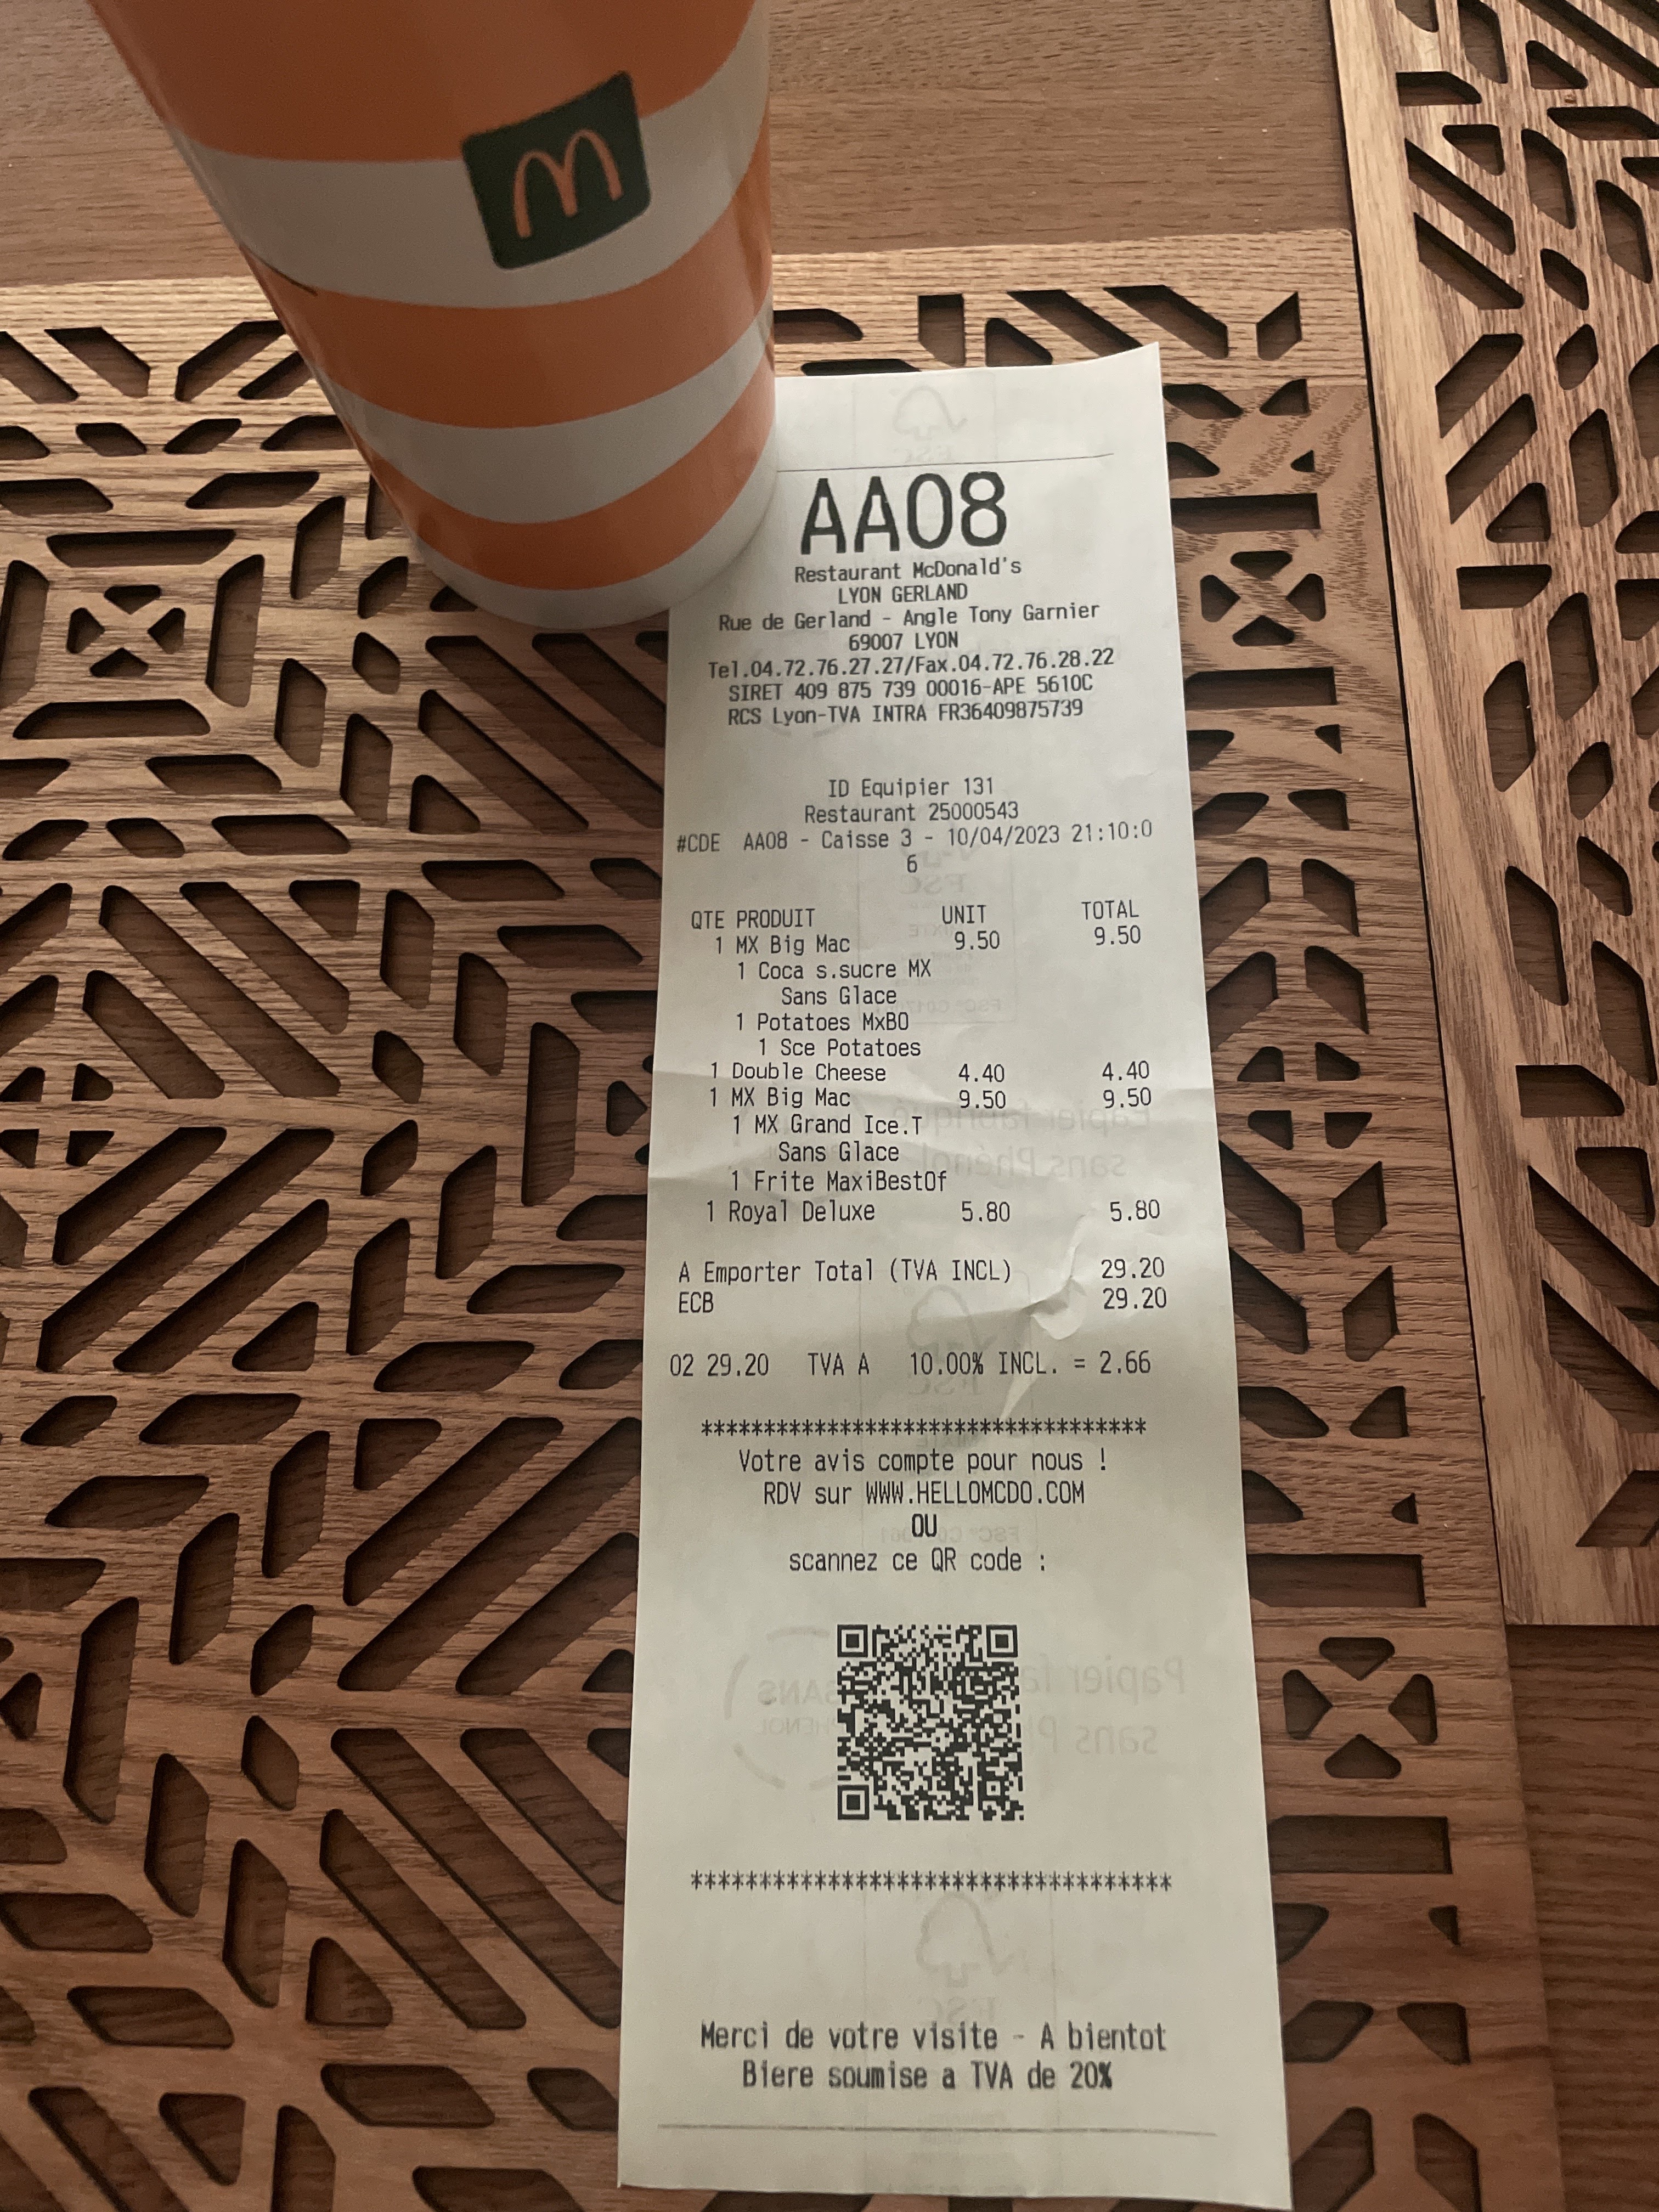 AA08
Restaurant McDonald's
LYON GERLAND
Rue de Gerland - Angle Tony Garnier
69007 LYON
Tel.04.72.76.27.27/Fax.04.72.76.28.22
SIRET 409 875 739 00016-APE 5610C
RCS Lyon-TVA INTRA FR36409875739
ID Equipier 131
Restaurant 25000543
#CDE AA08 - Caisse 3 - 10/04/2023 21:10:0
6
QTE PRODUIT UNIT TOTAL
1 MX Big Mac 9.50 9.50
1 Coca s.sucre MX
Sans Glace
1 Potatoes MxBO
1 Sce Potatoes
1 Double Cheese 4.40 4.40
1 MX Big Mac 9.50 9.50
1 MX Grand Ice.T
Sans Glace
1 Frite MaxiBestOf
1 Royal Deluxe 5.80 5.80
A Emporter Total (TVA INCL) 29.20
ECB 29.20
02 29.20 TVA A 10.00% INCL. = 2.66
************************************
Votre avis compte pour nous !
RDV sur WWW.HELLOMCDO.COM
OU
scannez ce QR code :
************************************
Merci de votre visite - A bientot
Biere soumise a TVA de 20%